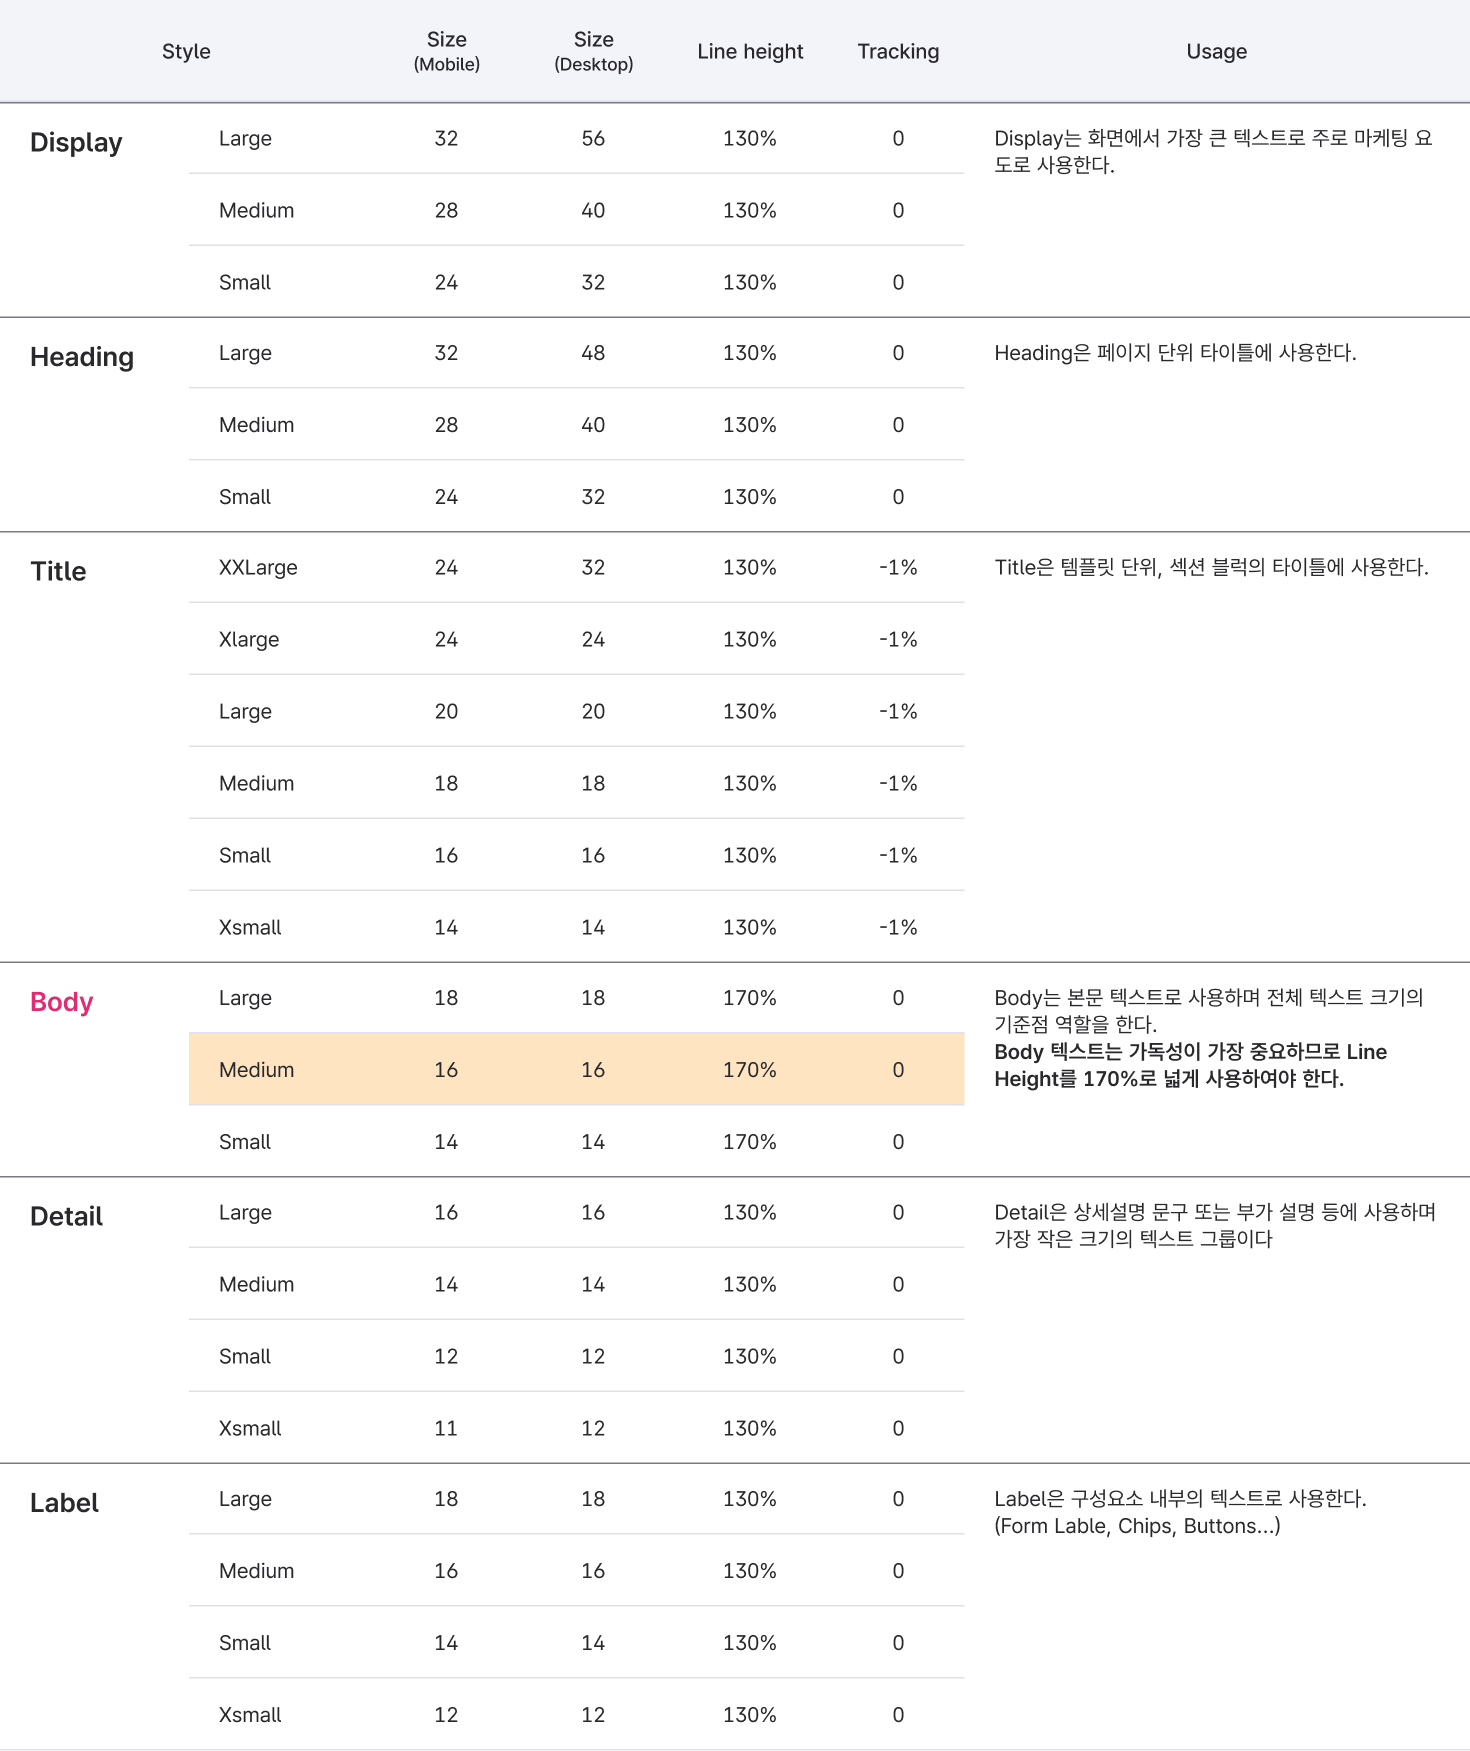 Style Size (Mobile) Size (Desktop) Line height Tracking Usage
Display Large 32 56 130% 0 Display는 화면에서 가장 큰 텍스트로 주로 마케팅 요
도로 사용한다.
Medium 28 40 130% 0
Small 24 32 130% 0
Heading Large 32 48 130% 0 Heading은 페이지 단위 타이틀에 사용한다.
Medium 28 40 130% 0
Small 24 32 130% 0
Title XXLarge 24 32 130% -1% Title은 템플릿 단위, 섹션 블럭의 타이틀에 사용한다.
Xlarge 24 24 130% -1%
Large 20 20 130% -1%
Medium 18 18 130% -1%
Small 16 16 130% -1%
Xsmall 14 14 130% -1%
Body Large 18 18 170% 0 Body는 본문 텍스트로 사용하며 전체 텍스트 크기의
기준점 역할을 한다.
Body 텍스트는 가독성이 가장 중요하므로 Line
Height를 170%로 넓게 사용하여야 한다.
Medium 16 16 170% 0
Small 14 14 170% 0
Detail Large 16 16 130% 0 Detail은 상세설명 문구 또는 부가 설명 등에 사용하며
가장 작은 크기의 텍스트 그룹이다
Medium 14 14 130% 0
Small 12 12 130% 0
Xsmall 11 12 130% 0
Label Large 18 18 130% 0 Label은 구성요소 내부의 텍스트로 사용한다.
(Form Lable, Chips, Buttons...)
Medium 16 16 130% 0
Small 14 14 130% 0
Xsmall 12 12 130% 0